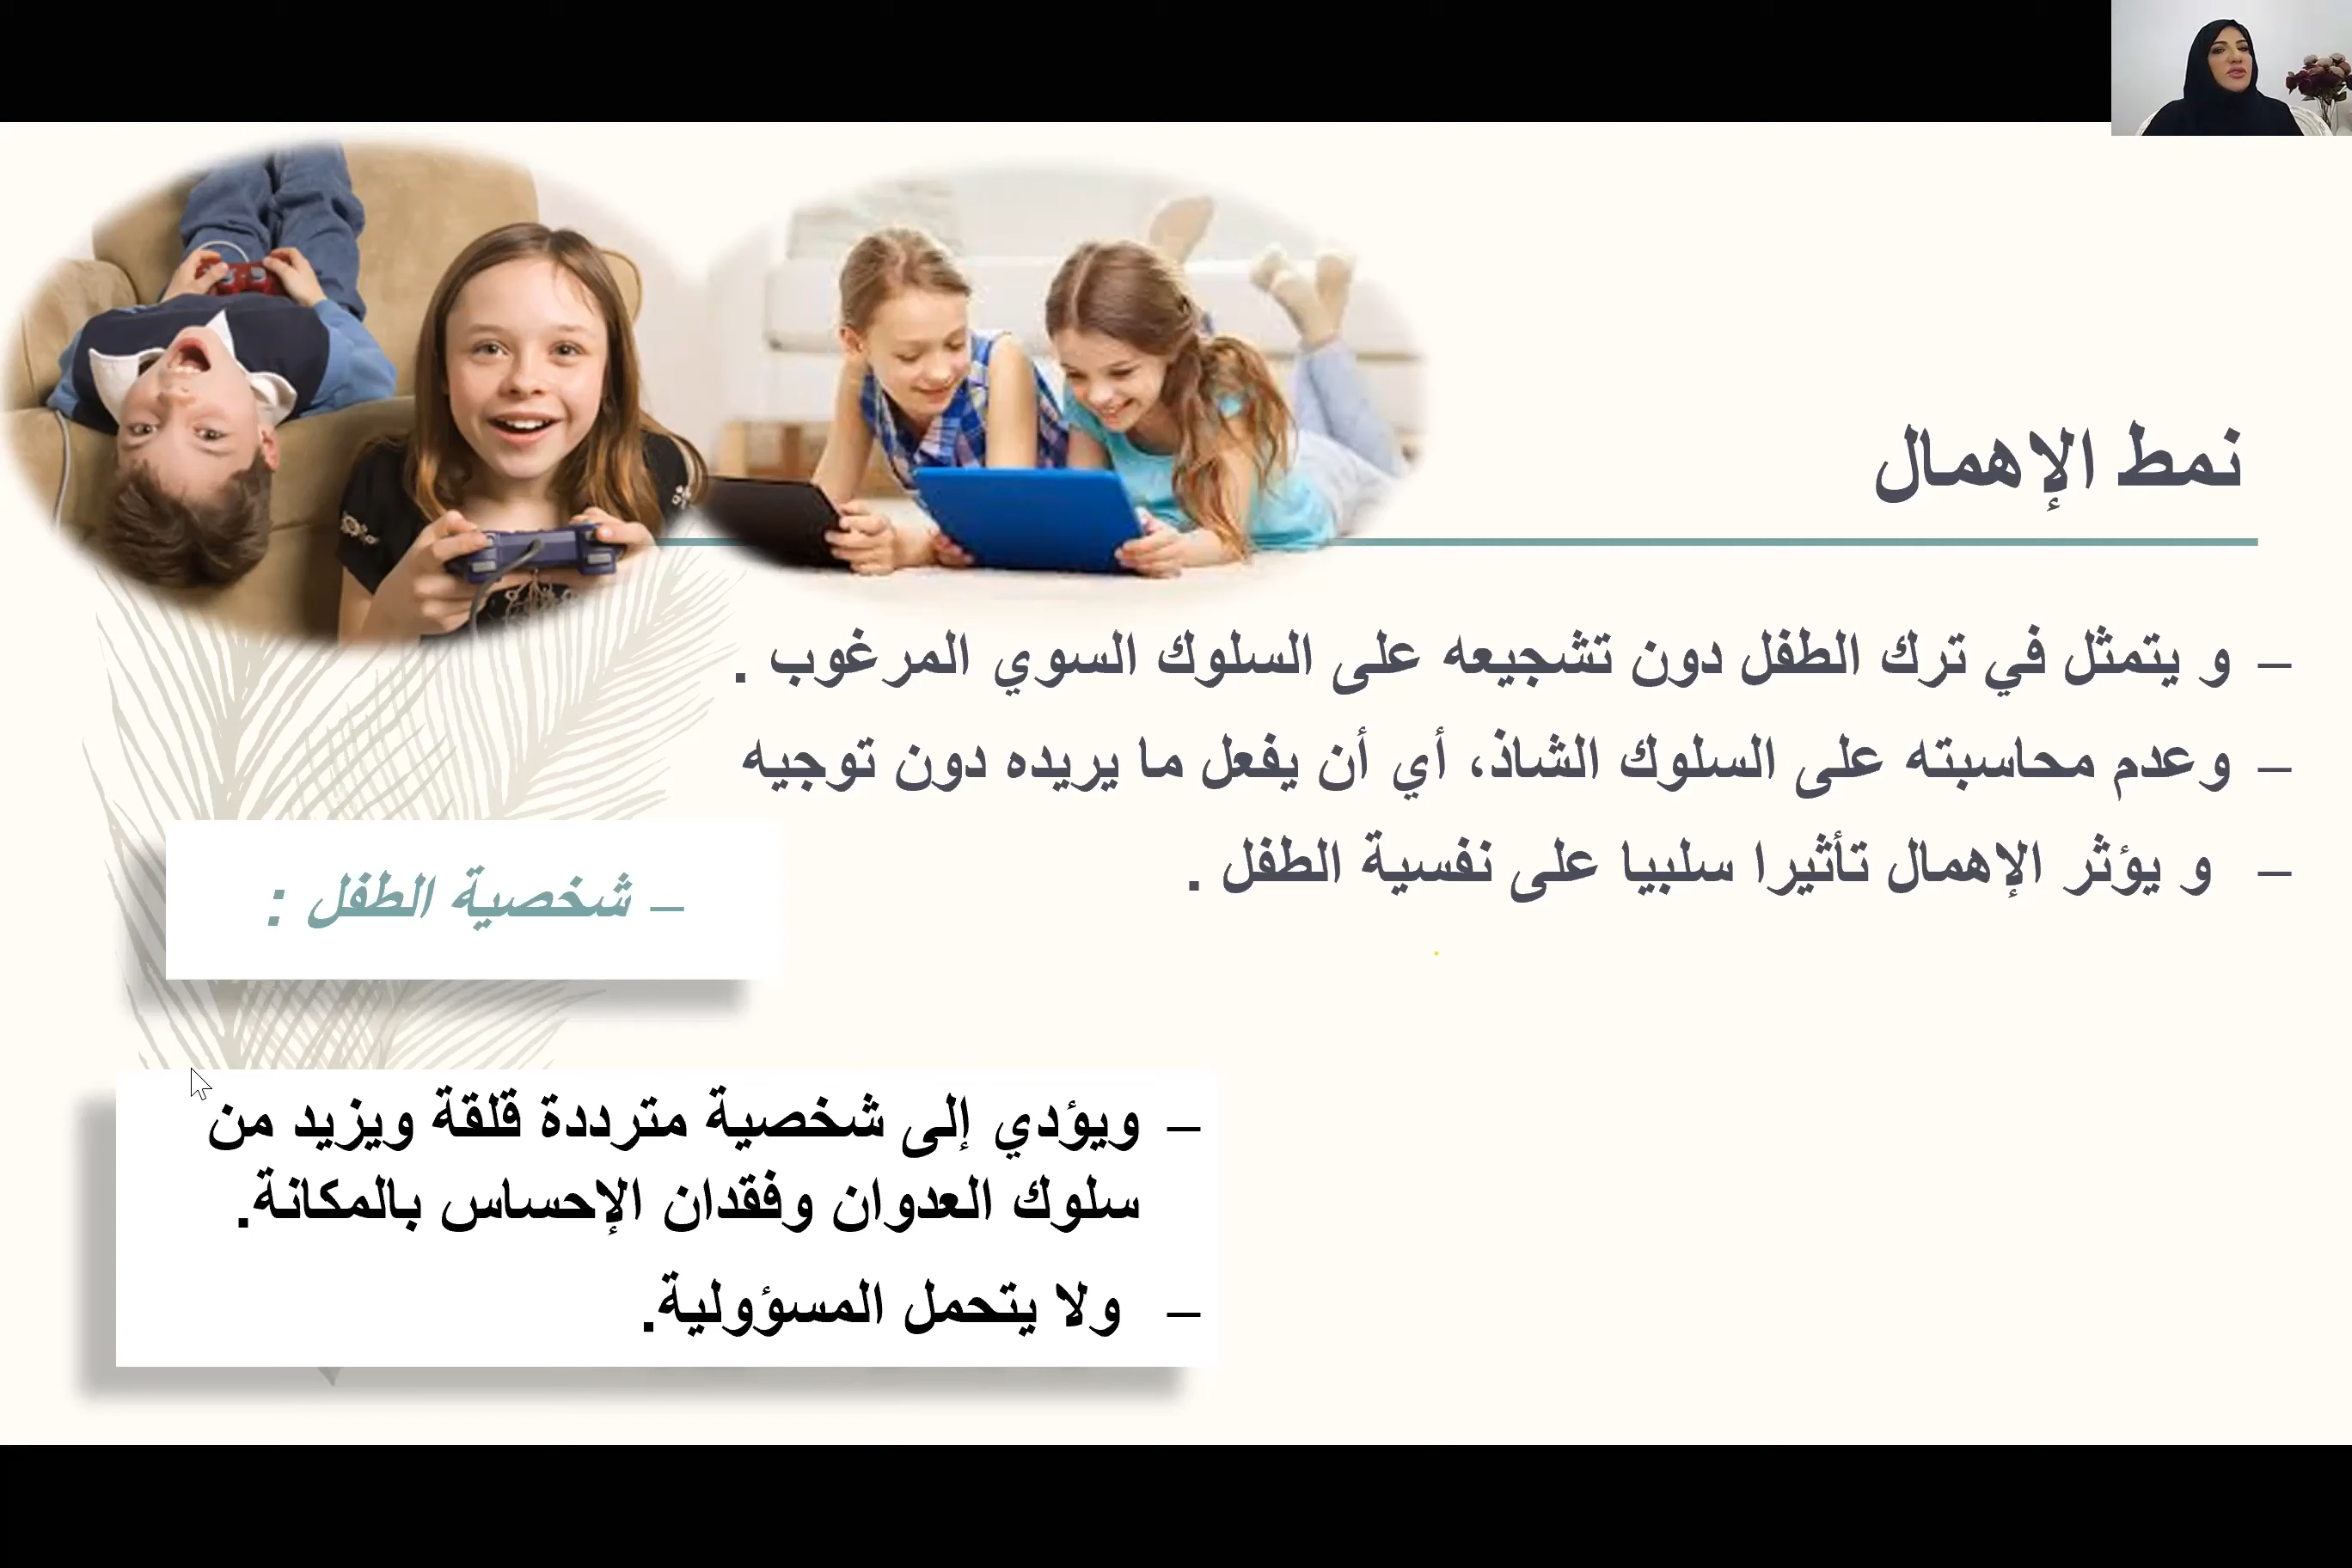 نمط الإهمال
– و يتمثل في ترك الطفل دون تشجيعه على السلوك السوي المرغوب .
– وعدم محاسبته على السلوك الشاذ، أي أن يفعل ما يريده دون توجيه
– و يؤثر الإهمال تأثيرا سلبيا على نفسية الطفل .
– شخصية الطفل :
– ويؤدي إلى شخصية مترددة قلقة ويزيد من
سلوك العدوان وفقدان الإحساس بالمكانة.
– ولا يتحمل المسؤولية.